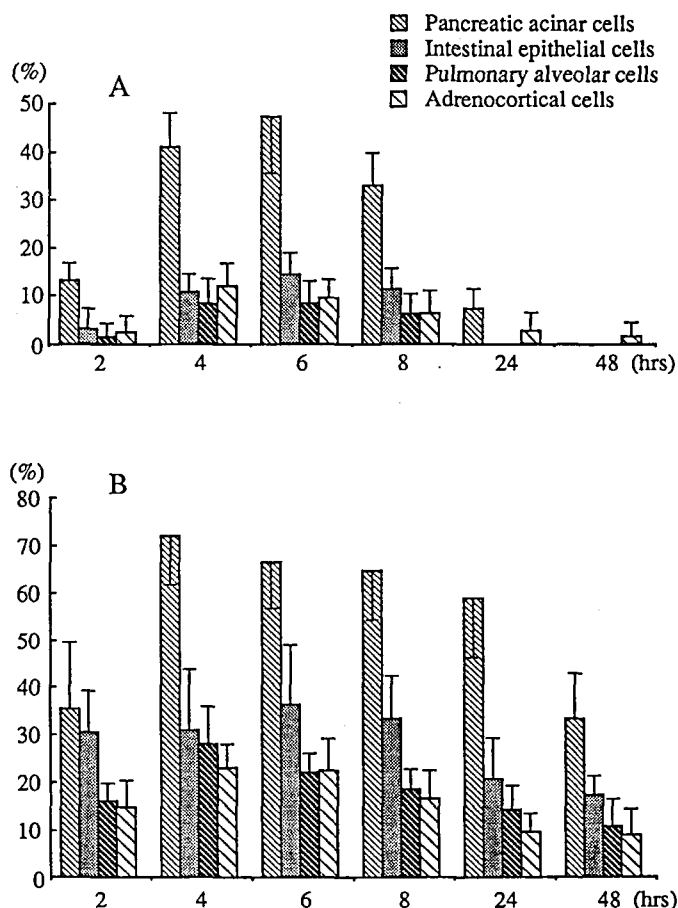 Pancreatic acinar cells
Intestinal epithelial cells
Pulmonary alveolar cells
Adrenocortical cells
(%)
A
50
40
30
20
10
0
2 4 6 8 24 48 (hrs)
(%)
B
80
70
60
50
40
30
20
10
0
2 4 6 8 24 48 (hrs)